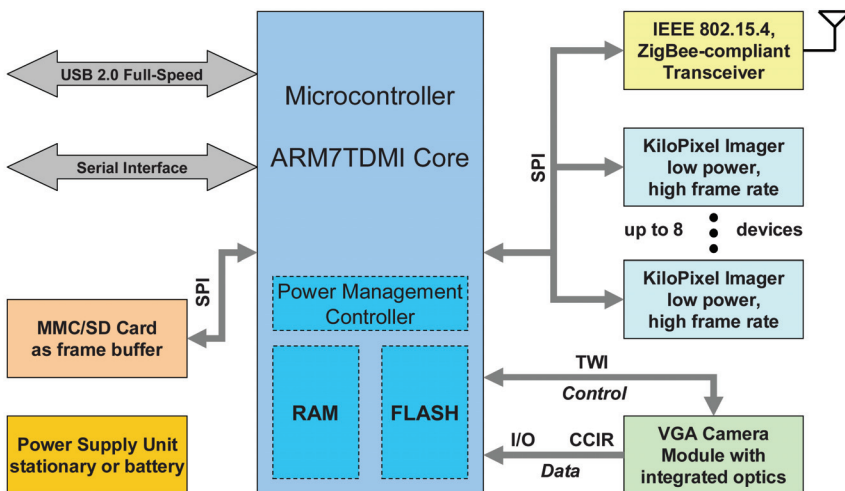 USB 2.0 Full-Speed
Serial Interface
SPI
MMC/SD Card
as frame buffer
Power Supply Unit
stationary or battery
Microcontroller
ARM7TDMI Core
Power Management
Controller
RAM
FLASH
SPI
IEEE 802.15.4,
ZigBee-compliant
Transceiver
KiloPixel Imager
low power,
high frame rate
up to 8 devices
KiloPixel Imager
low power,
high frame rate
TWI
Control
I/O CCIR
Data
VGA Camera
Module with
integrated optics